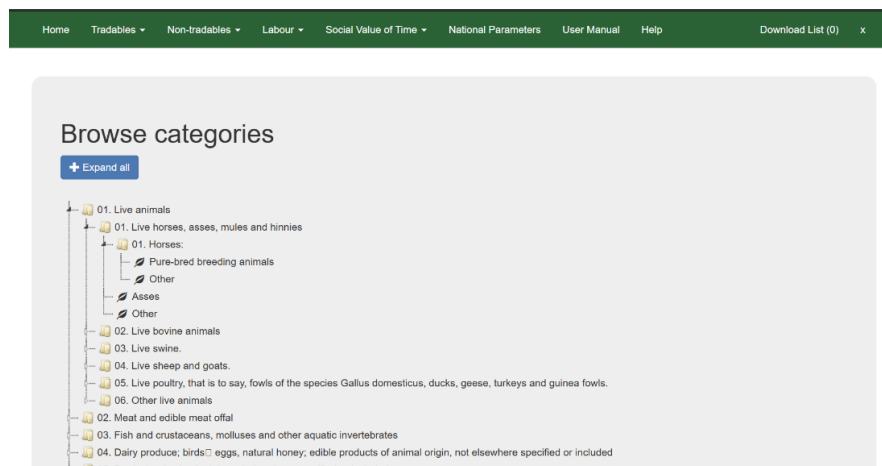 Home Tradables Non-tradables Labour Social Value of Time National Parameters User Manual Help Download List (0) x
Browse categories
Expand all
01. Live animals
01. Live horses, asses, mules and hinnies
01. Horses:
Pure-bred breeding animals
Other
Asses
Other
02. Live bovine animals
03. Live swine.
04. Live sheep and goats.
05. Live poultry, that is to say, fowls of the species Gallus domesticus, ducks, geese, turkeys and guinea fowls.
06. Other live animals
02. Meat and edible meat offal
03. Fish and crustaceans, molluses and other aquatic invertebrates
04. Dairy produce; birds□ eggs, natural honey; edible products of animal origin, not elsewhere specified or included